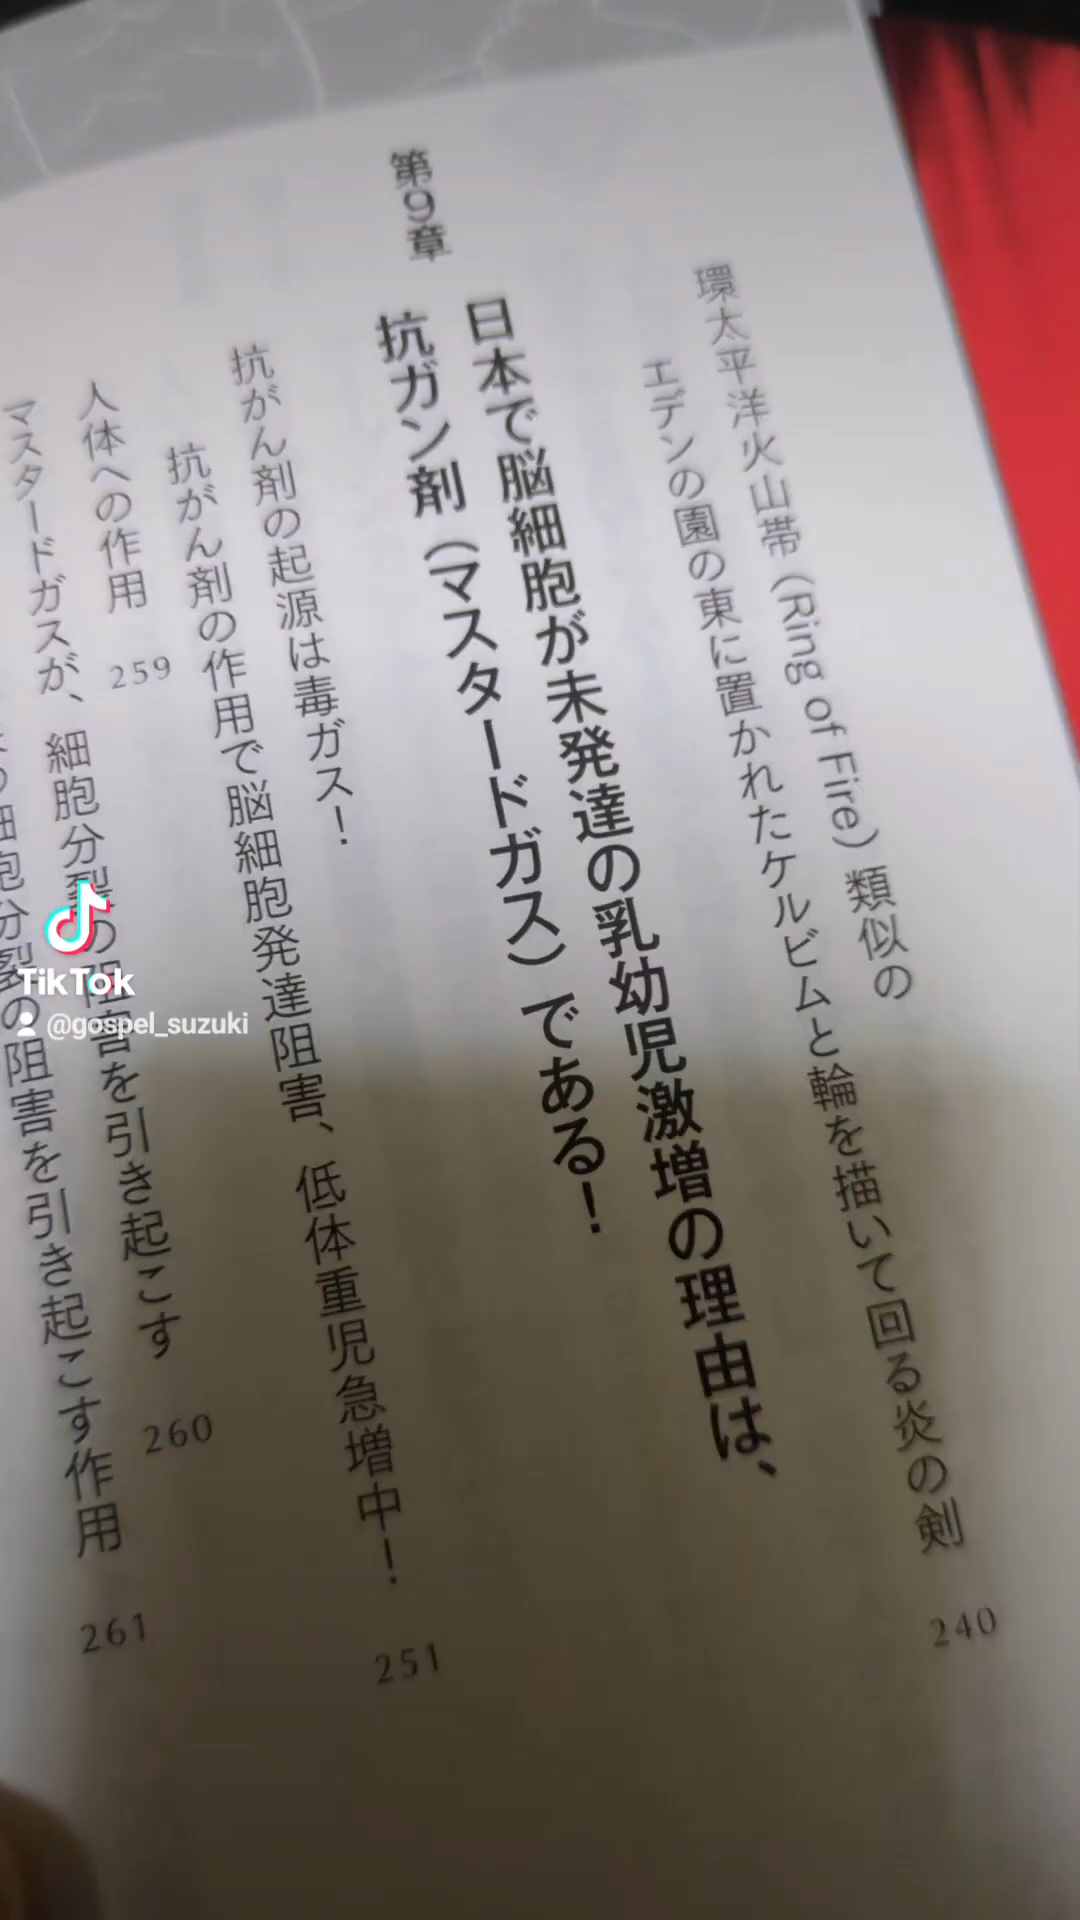 環太平洋火山帯（Ring of Fire）類似の
エデンの園の東に置かれたケルビムと輪を描いて回る炎の剣
240
第9章
日本で脳細胞が未発達の乳幼児激増の理由は、
抗ガン剤（マスタードガス）である！
抗がん剤の起源は毒ガス！
抗がん剤の作用で脳細胞発達阻害、低体重児急増中！
251
人体への作用
259
マスタードガスが、細胞分裂の阻害を引き起こす
260
細胞分裂の阻害を引き起こす作用
261
TikTok
@gospel_suzuki